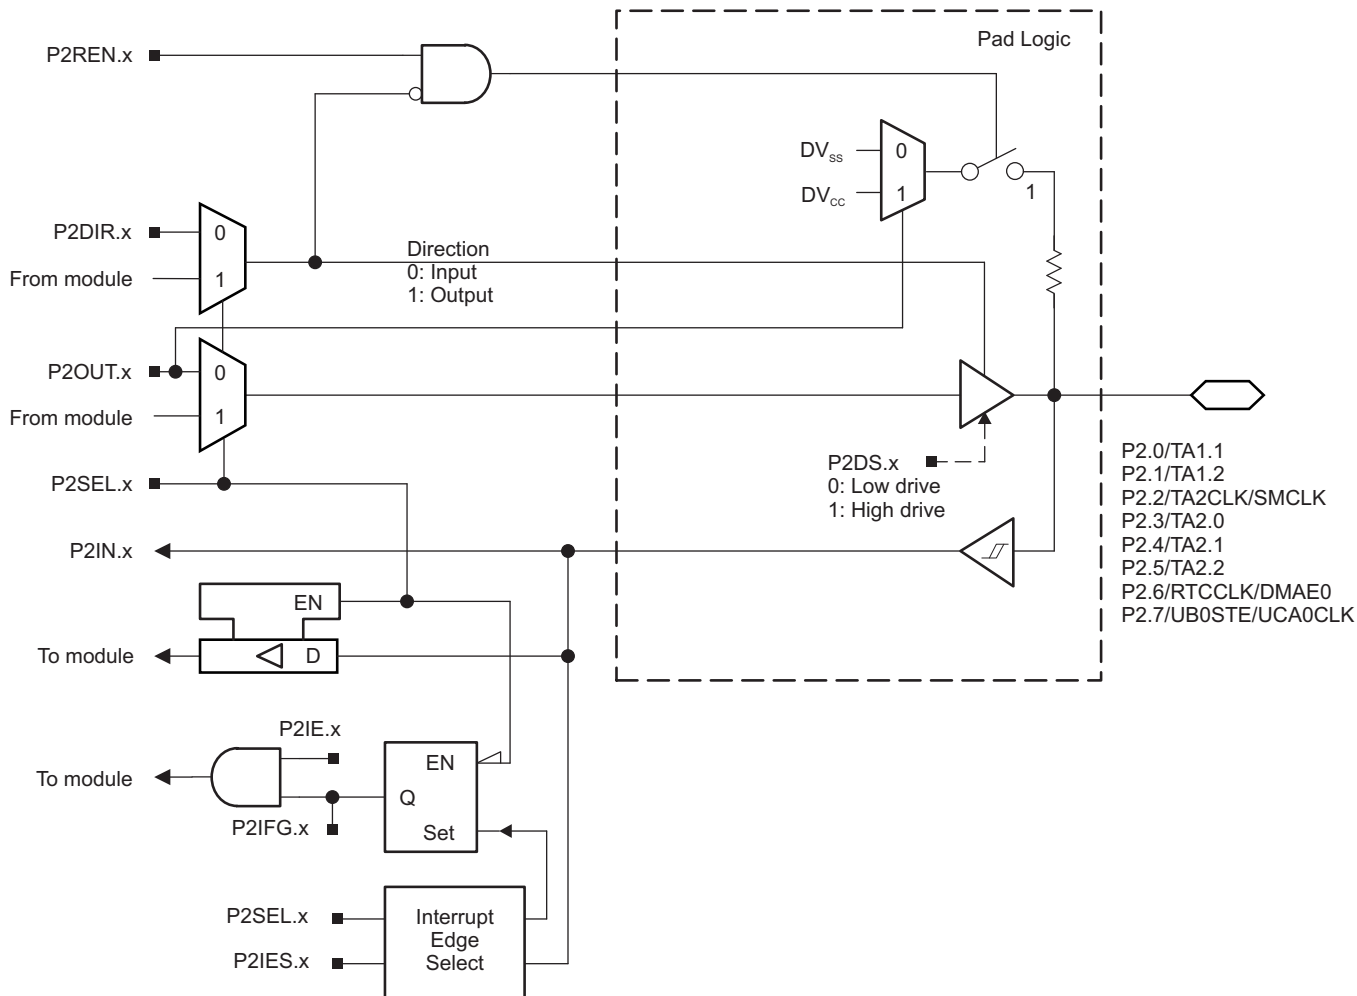 Pad Logic
P2REN.x
DVSS
0
DVCC
1
1
P2DIR.x
0
From module
1
Direction
0: Input
1: Output
P2OUT.x
0
From module
1
P2SEL.x
P2DS.x
0: Low drive
1: High drive
P2IN.x
P2.0/TA1.1
P2.1/TA1.2
P2.2/TA2CLK/SMCLK
P2.3/TA2.0
P2.4/TA2.1
P2.5/TA2.2
P2.6/RTCCLK/DMAE0
P2.7/UB0STE/UCA0CLK
EN
To module
D
P2IE.x
EN
To module
Q
P2IFG.x
Set
P2SEL.x
P2IES.x
Interrupt
Edge
Select